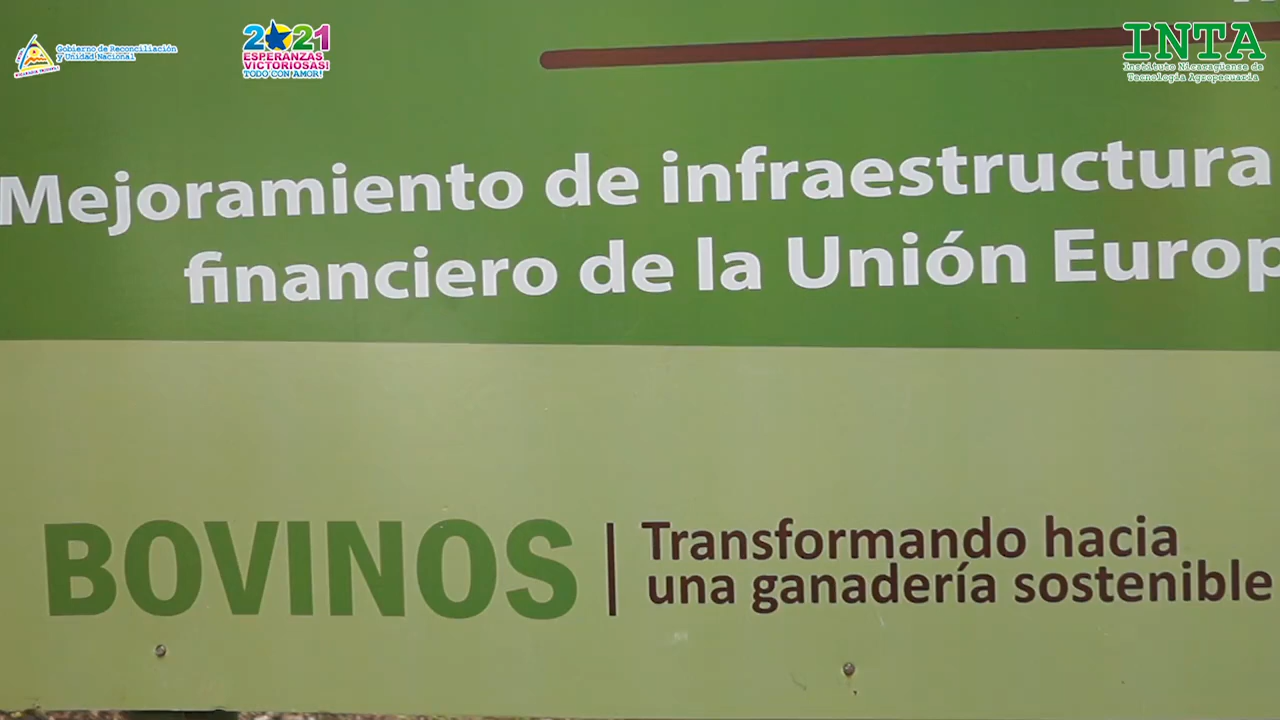 Gobierno de Reconciliación
y Unidad Nacional
2021
ESPERANZAS
VICTORIOSAS!
TODO CON AMOR!
INTA
Instituto Nicaragüense de
Tecnología Agropecuaria
Mejoramiento de infraestructura
financiero de la Unión Europ
BOVINOS
Transformando hacia
una ganadería sostenible